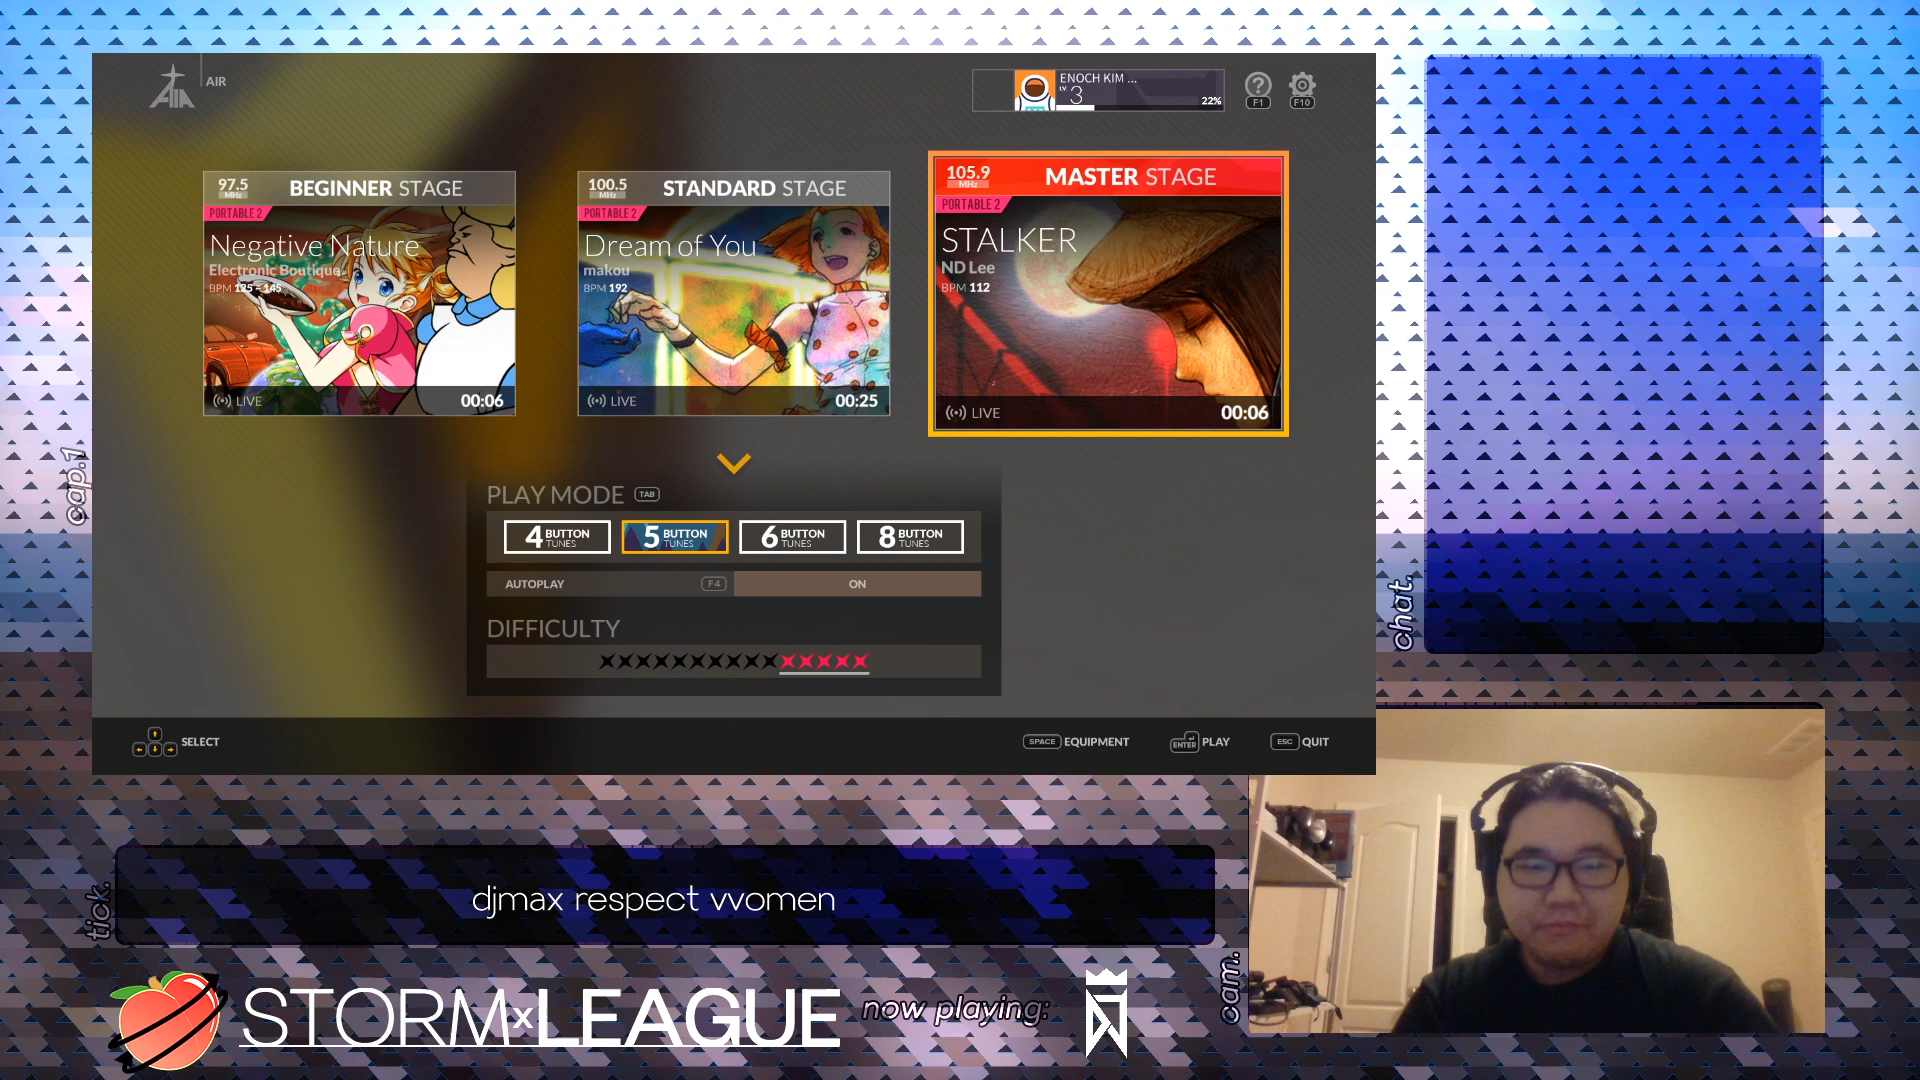 AIR
AIR
ENOCH KIM ...
LV 3
22%
F1
F10
97.5 MHz
BEGINNER STAGE
PORTABLE 2
Negative Nature
Electronic Boutique
BPM 125 ~ 145
LIVE
00:06
100.5 MHz
STANDARD STAGE
PORTABLE 2
Dream of You
makou
BPM 192
LIVE
00:25
105.9 MHz
MASTER STAGE
PORTABLE 2
STALKER
ND Lee
BPM 112
LIVE
00:06
PLAY MODE TAB
4 BUTTON TUNES
5 BUTTON TUNES
6 BUTTON TUNES
8 BUTTON TUNES
AUTOPLAY F4 ON
DIFFICULTY
SELECT
SPACE EQUIPMENT
ENTER PLAY
ESC QUIT
cap.1
chat.
tick.
djmax respect vvomen
cam.
STORMxLEAGUE
now playing: